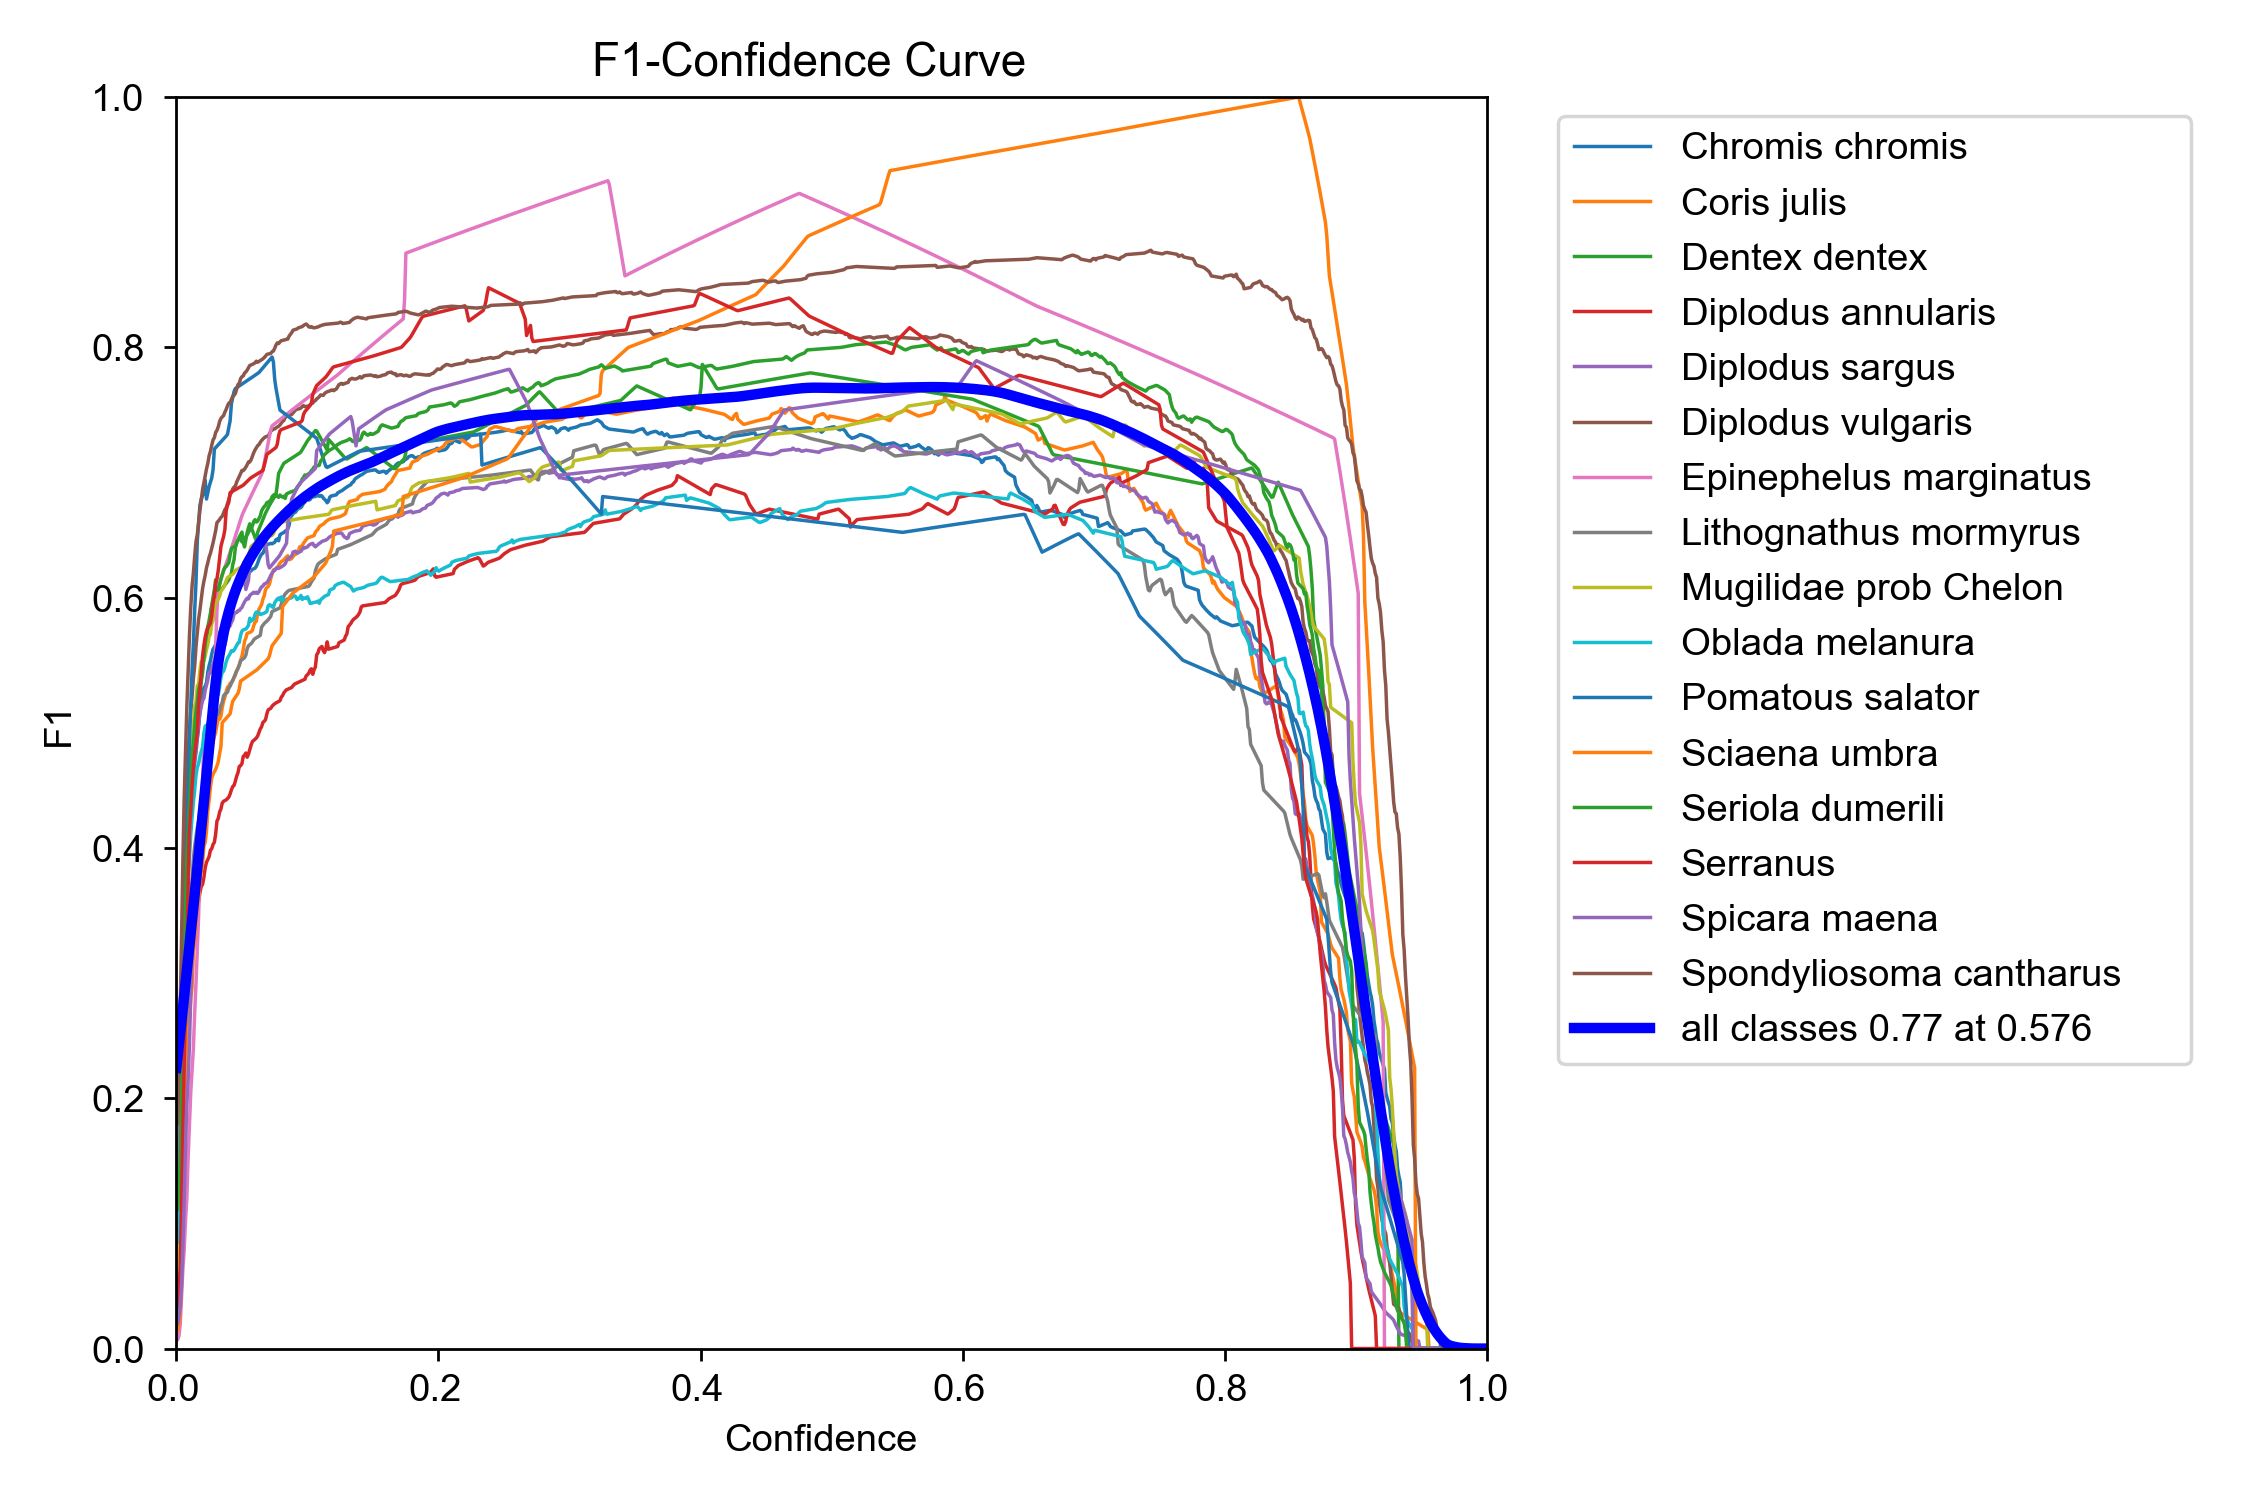 F1-Confidence Curve
1.0
0.8
0.6
0.4
0.2
0.0
F1
0.0 0.2 0.4 0.6 0.8 1.0
Confidence
Chromis chromis
Coris julis
Dentex dentex
Diplodus annularis
Diplodus sargus
Diplodus vulgaris
Epinephelus marginatus
Lithognathus mormyrus
Mugilidae prob Chelon
Oblada melanura
Pomatous salator
Sciaena umbra
Seriola dumerili
Serranus
Spicara maena
Spondyliosoma cantharus
all classes 0.77 at 0.576